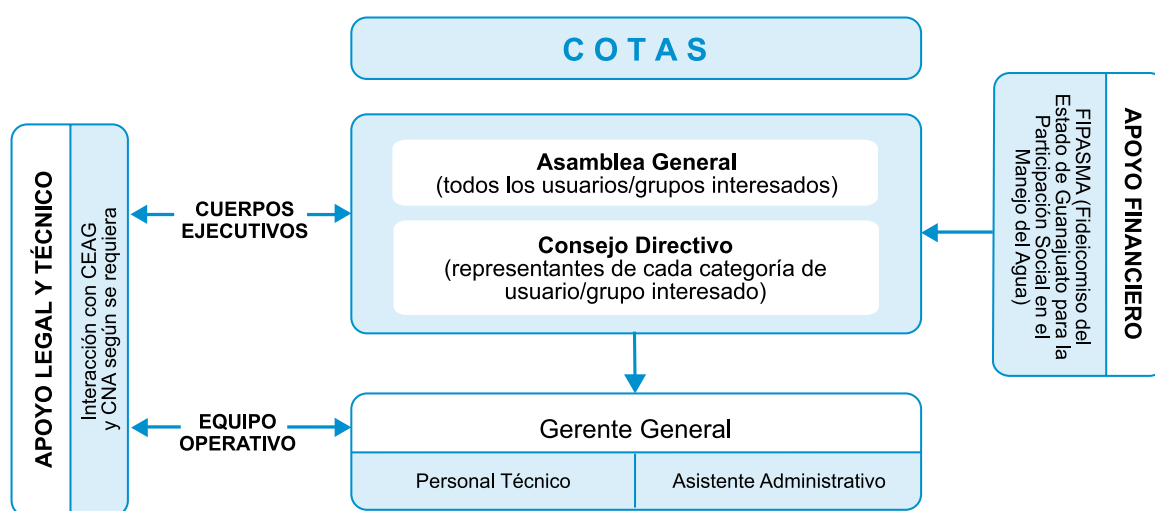 C O T A S
APOYO LEGAL Y TÉCNICO
Interacción con CEAG
y CNA según se requiera
CUERPOS
EJECUTIVOS
Asamblea General
(todos los usuarios/grupos interesados)
Consejo Directivo
(representantes de cada categoría de
usuario/grupo interesado)
APOYO FINANCIERO
FIPASMA (Fideicomiso del
Estado de Guanajuato para la
Participación Social en el
Manejo del Agua)
EQUIPO
OPERATIVO
Gerente General
Personal Técnico
Asistente Administrativo